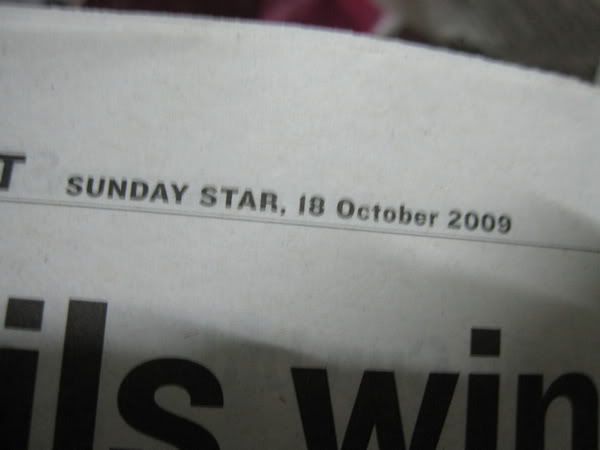 T SUNDAY STAR, 18 October 2009
ils win